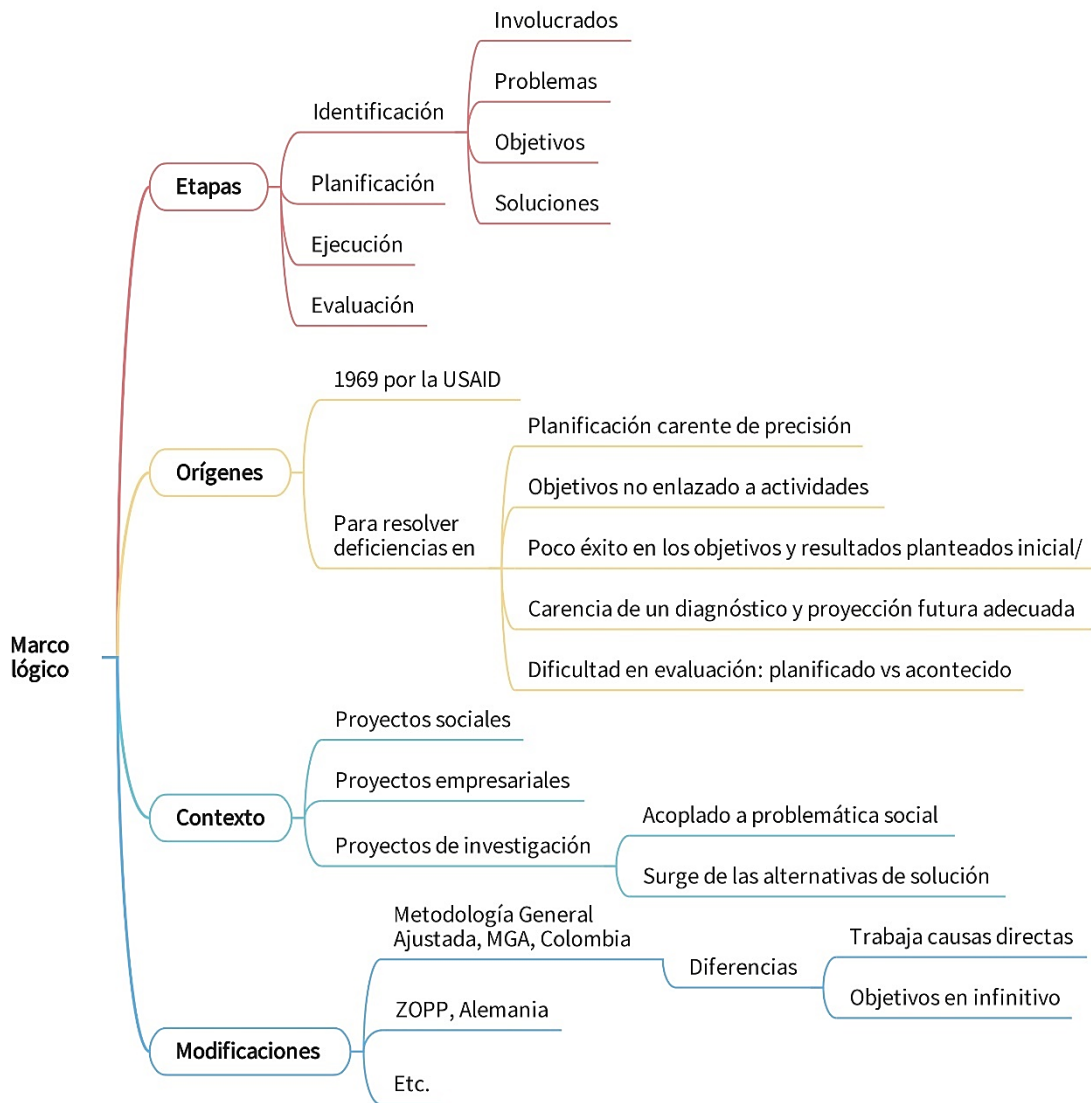 Marco
lógico
Etapas
Identificación
Involucrados
Problemas
Objetivos
Soluciones
Planificación
Ejecución
Evaluación
Orígenes
1969 por la USAID
Para resolver
deficiencias en
Planificación carente de precisión
Objetivos no enlazado a actividades
Poco éxito en los objetivos y resultados planteados inicial/
Carencia de un diagnóstico y proyección futura adecuada
Dificultad en evaluación: planificado vs acontecido
Contexto
Proyectos sociales
Proyectos empresariales
Proyectos de investigación
Acoplado a problemática social
Surge de las alternativas de solución
Modificaciones
Metodología General
Ajustada, MGA, Colombia
Diferencias
Trabaja causas directas
Objetivos en infinitivo
ZOPP, Alemania
Etc.